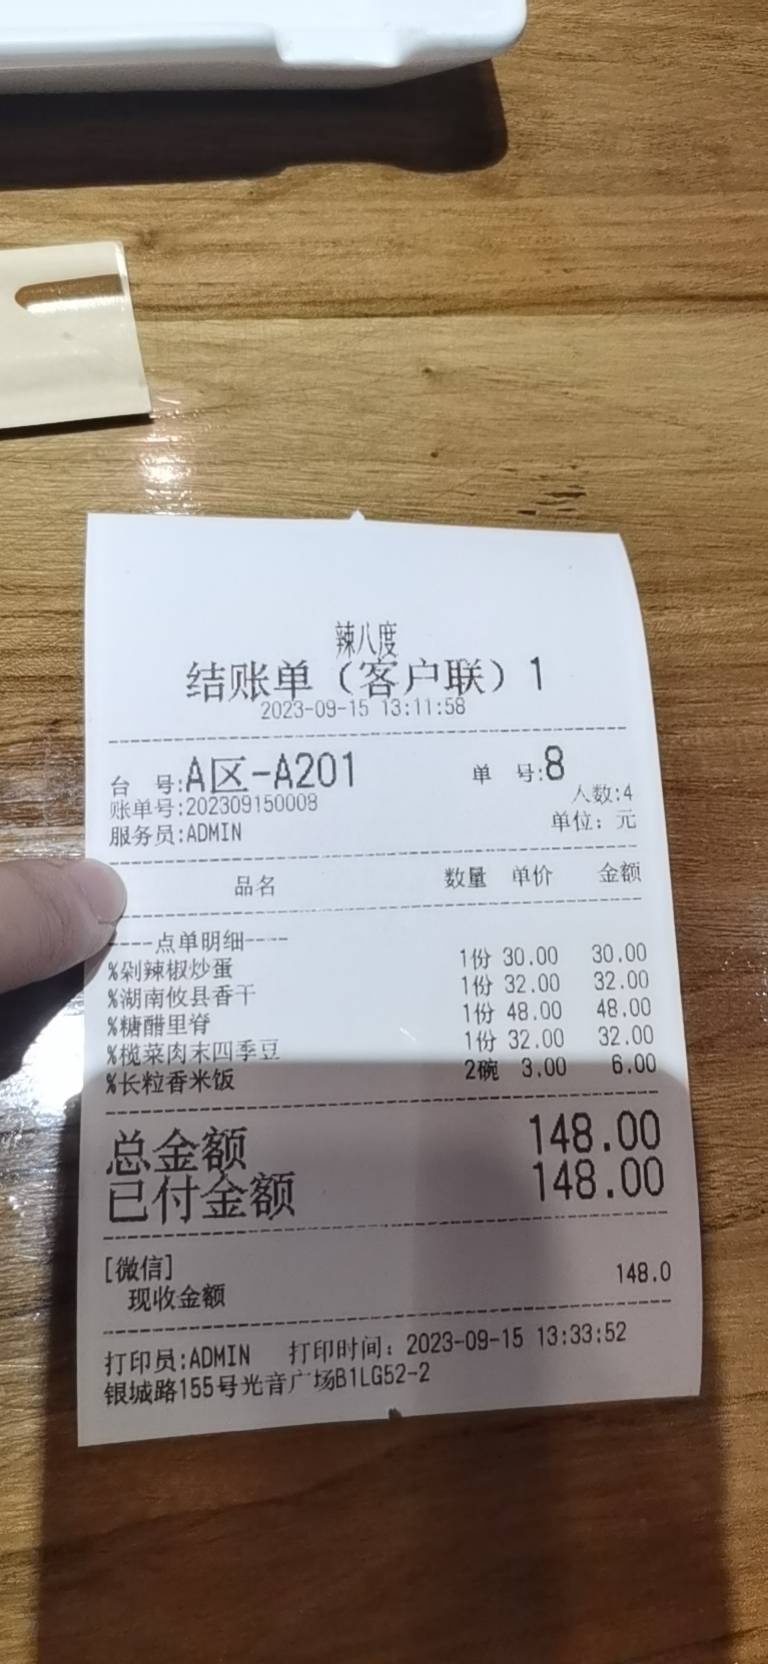 辣八度
结账单（客户联）1
2023-09-15 13:11:58
台 号:A区-A201 单 号:8
账单号:202309150008 人数:4
服务员:ADMIN 单位：元
品名 数量 单价 金额
----点单明细----
%剁辣椒炒蛋 1份 30.00 30.00
%湖南攸县香干 1份 32.00 32.00
%糖醋里脊 1份 48.00 48.00
%榄菜肉末四季豆 1份 32.00 32.00
%长粒香米饭 2碗 3.00 6.00
总金额 148.00
已付金额 148.00
[微信]
现收金额 148.0
打印员:ADMIN 打印时间：2023-09-15 13:33:52
银城路155号光音广场B1LG52-2